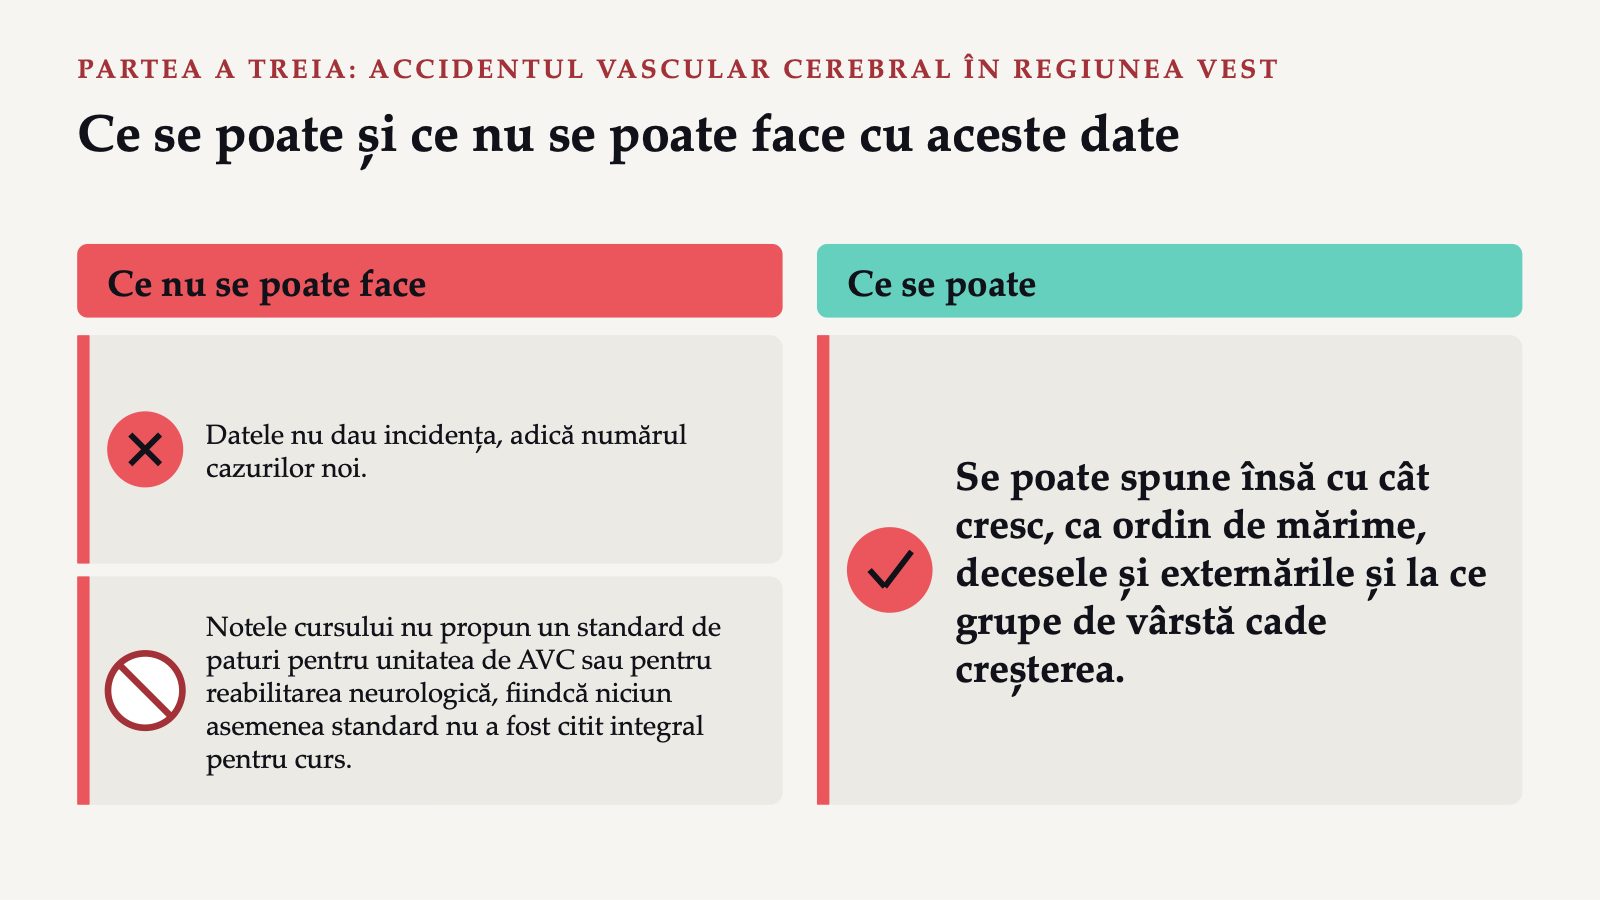 PARTEA A TREIA: ACCIDENTUL VASCULAR CEREBRAL ÎN REGIUNEA VEST
Ce se poate și ce nu se poate face cu aceste date
Ce nu se poate face
Datele nu dau incidența, adică numărul
cazurilor noi.
Notele cursului nu propun un standard de
paturi pentru unitatea de AVC sau pentru
reabilitarea neurologică, fiindcă niciun
asemenea standard nu a fost citit integral
pentru curs.
Ce se poate
Se poate spune însă cu cât
cresc, ca ordin de mărime,
decesele și externările și la ce
grupe de vârstă cade
creșterea.